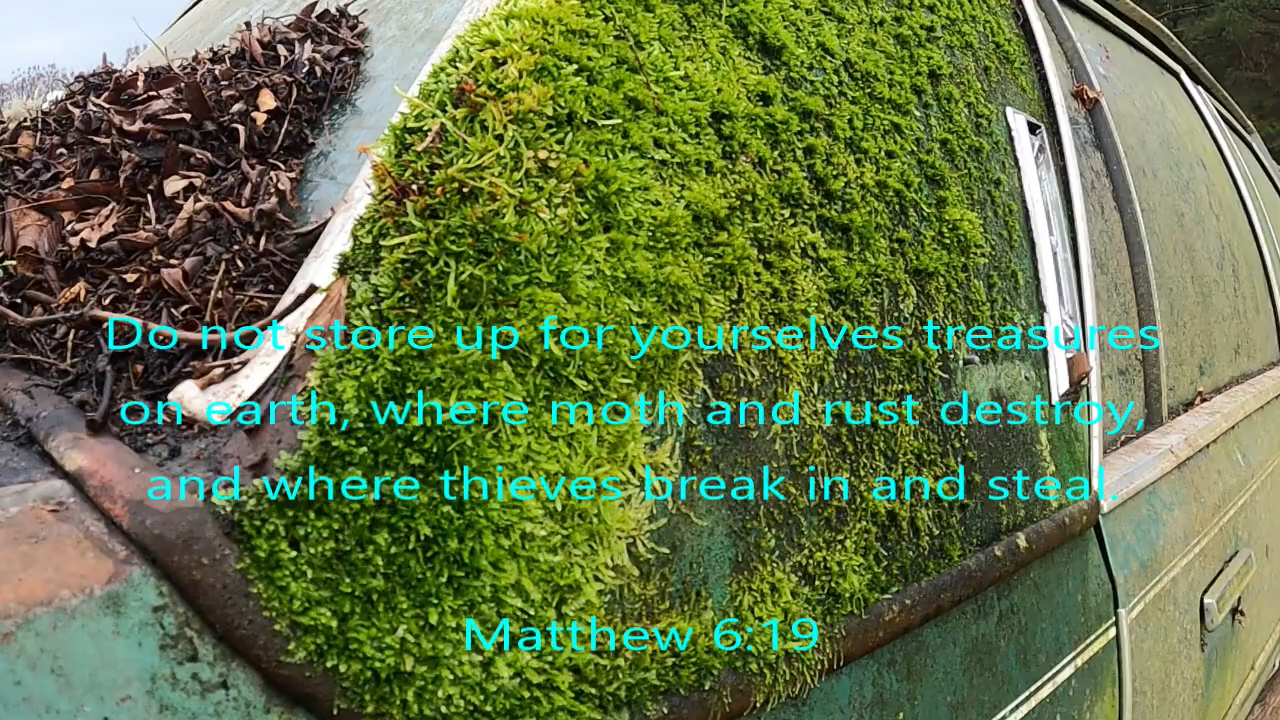 Do not store up for yourselves treasures
on earth, where moth and rust destroy,
and where thieves break in and steal.
Matthew 6:19